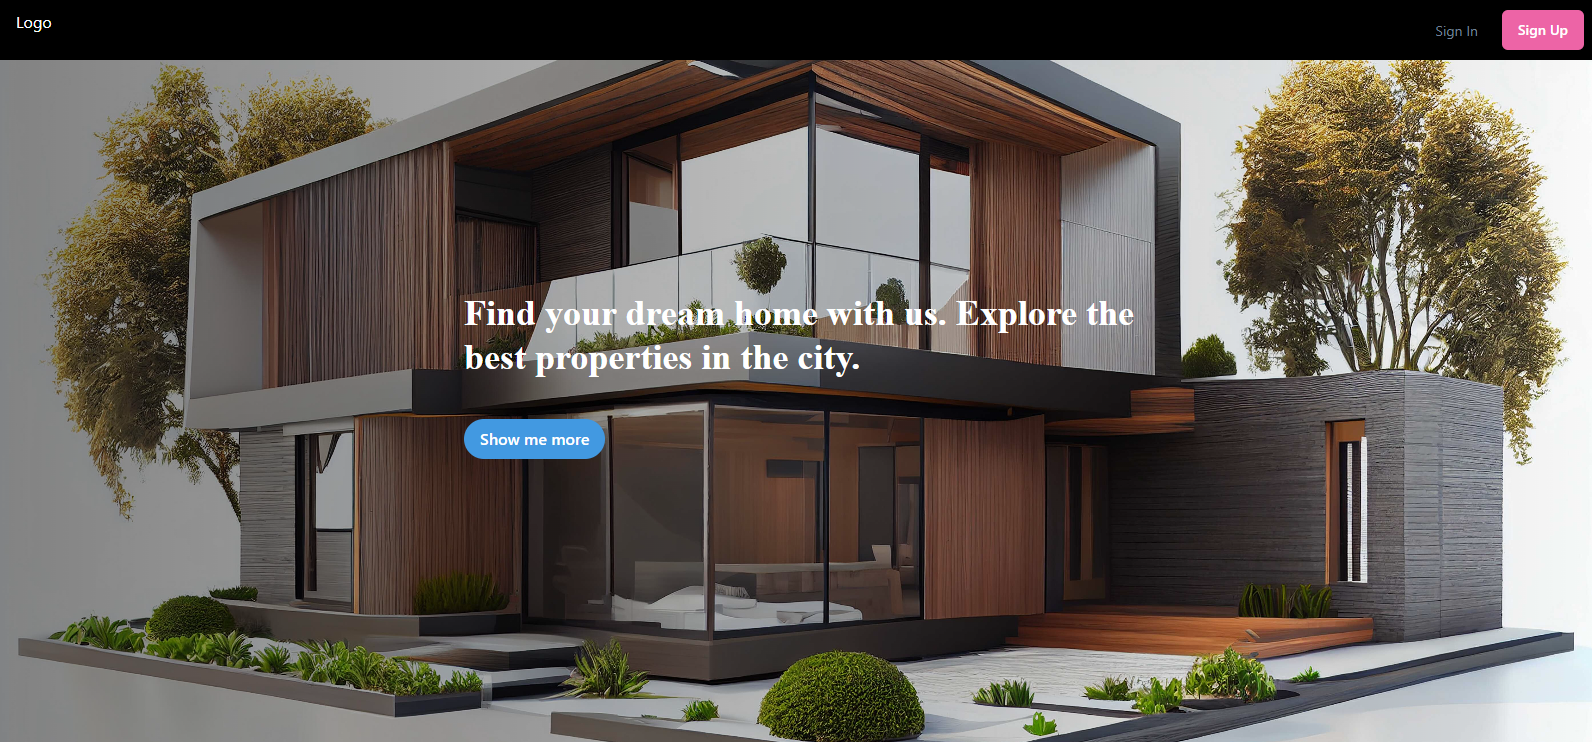 Logo
Sign In
Sign Up
Find your dream home with us. Explore the
best properties in the city.
Show me more